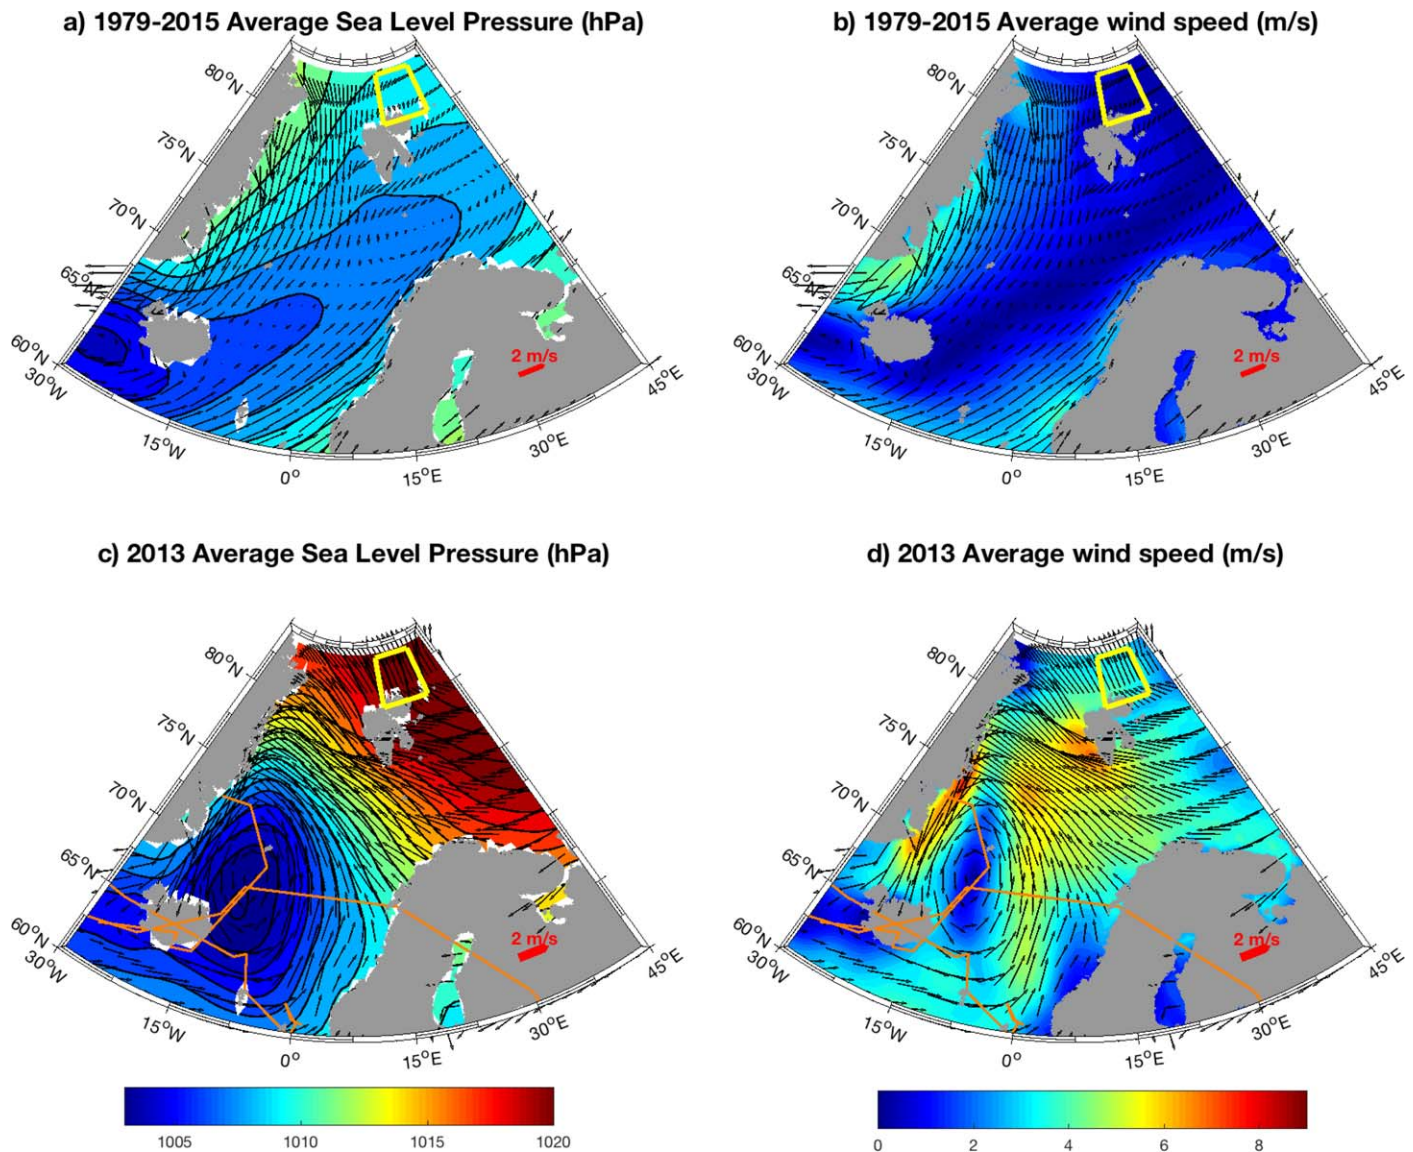 a) 1979-2015 Average Sea Level Pressure (hPa)
80°N
75°N
70°N
65°N
60°N
30°W
15°W
0°
15°E
30°E
45°E
2 m/s
b) 1979-2015 Average wind speed (m/s)
80°N
75°N
70°N
65°N
60°N
30°W
15°W
0°
15°E
30°E
45°E
2 m/s
c) 2013 Average Sea Level Pressure (hPa)
80°N
75°N
70°N
65°N
60°N
30°W
15°W
0°
15°E
30°E
45°E
2 m/s
1005 1010 1015 1020
d) 2013 Average wind speed (m/s)
80°N
75°N
70°N
65°N
60°N
30°W
15°W
0°
15°E
30°E
45°E
2 m/s
0 2 4 6 8